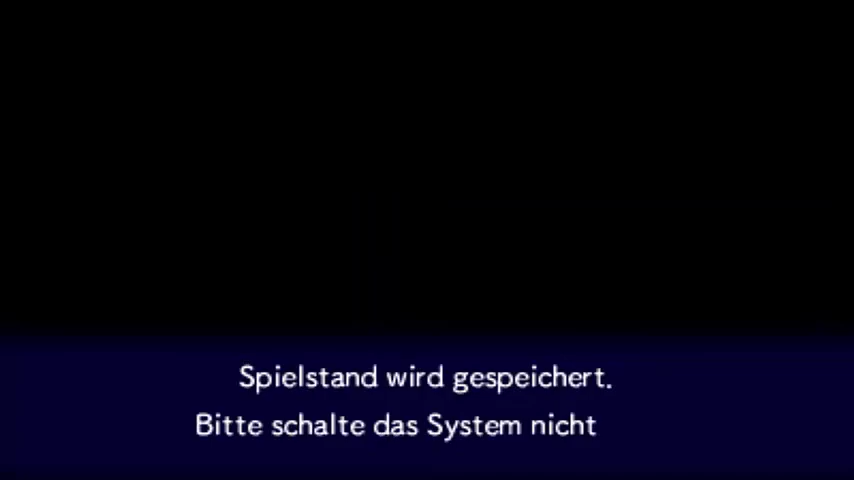 Spielstand wird gespeichert.
Bitte schalte das System nicht